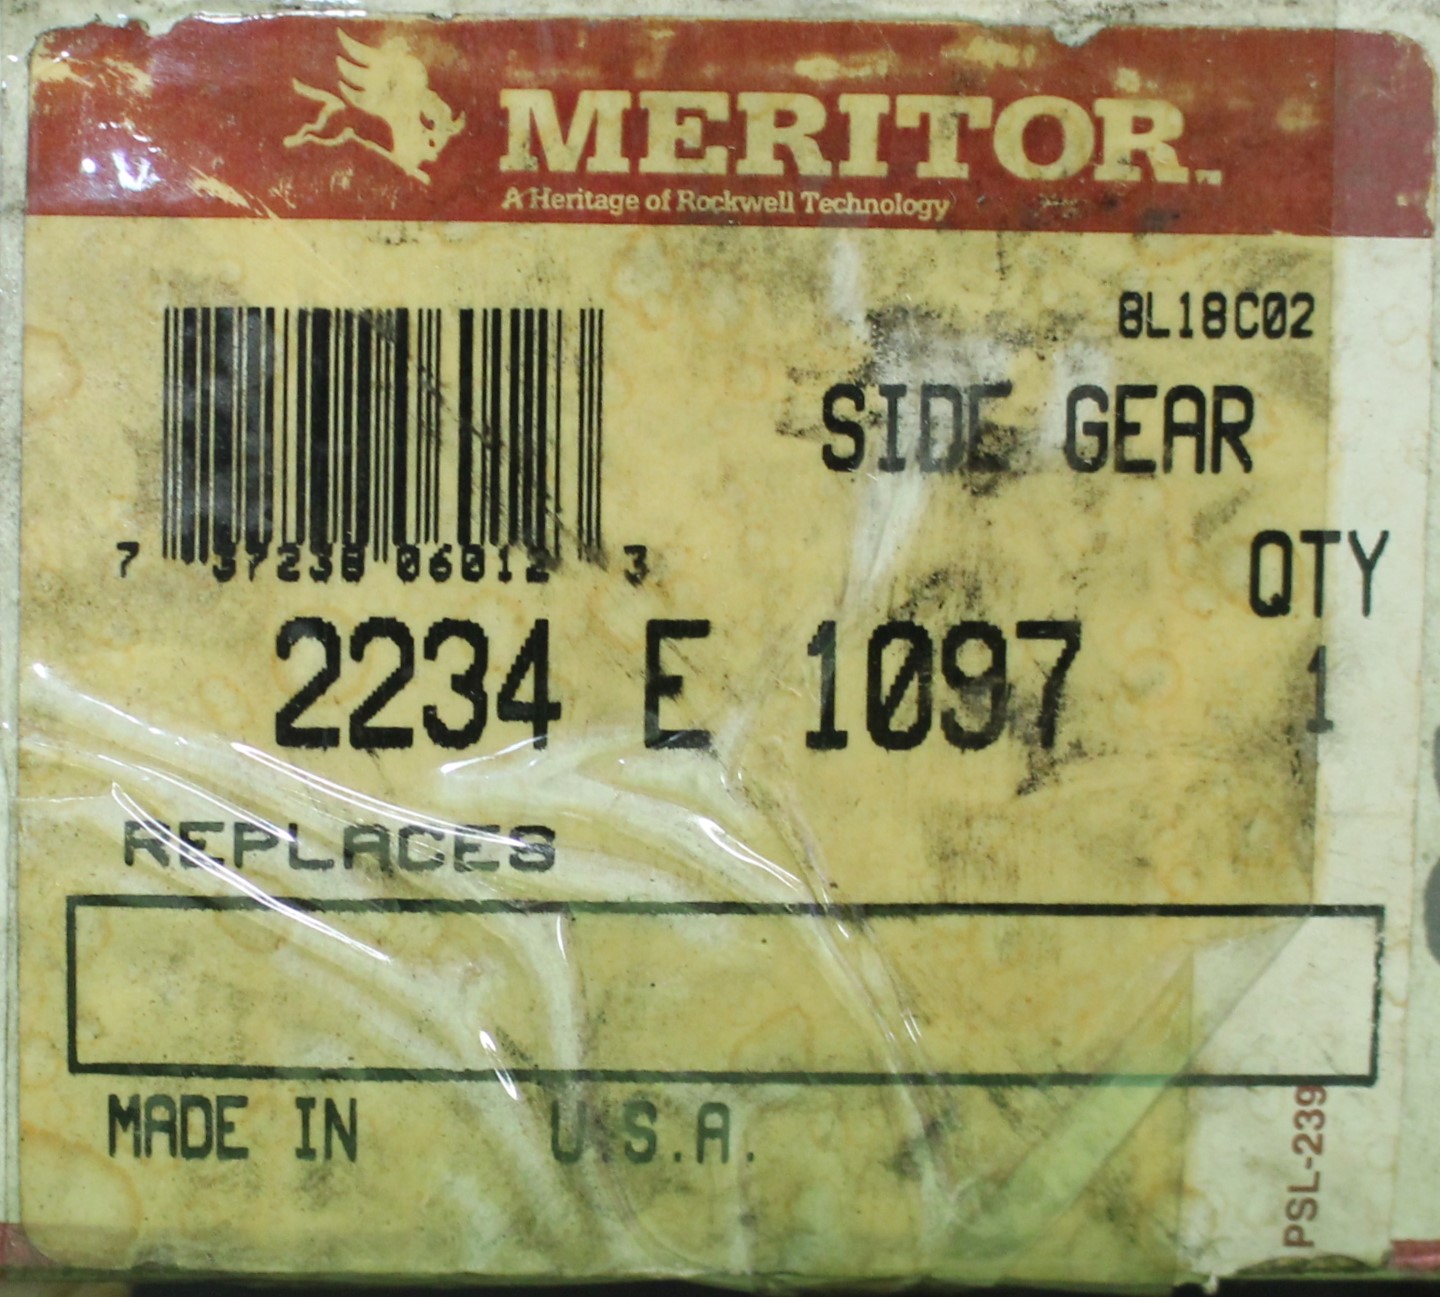 MERITOR™
A Heritage of Rockwell Technology
8L18C02
SIDE GEAR
7 37238 06012 3
QTY
2234 E 1097
1
REPLACES
MADE IN U.S.A.
PSL-239